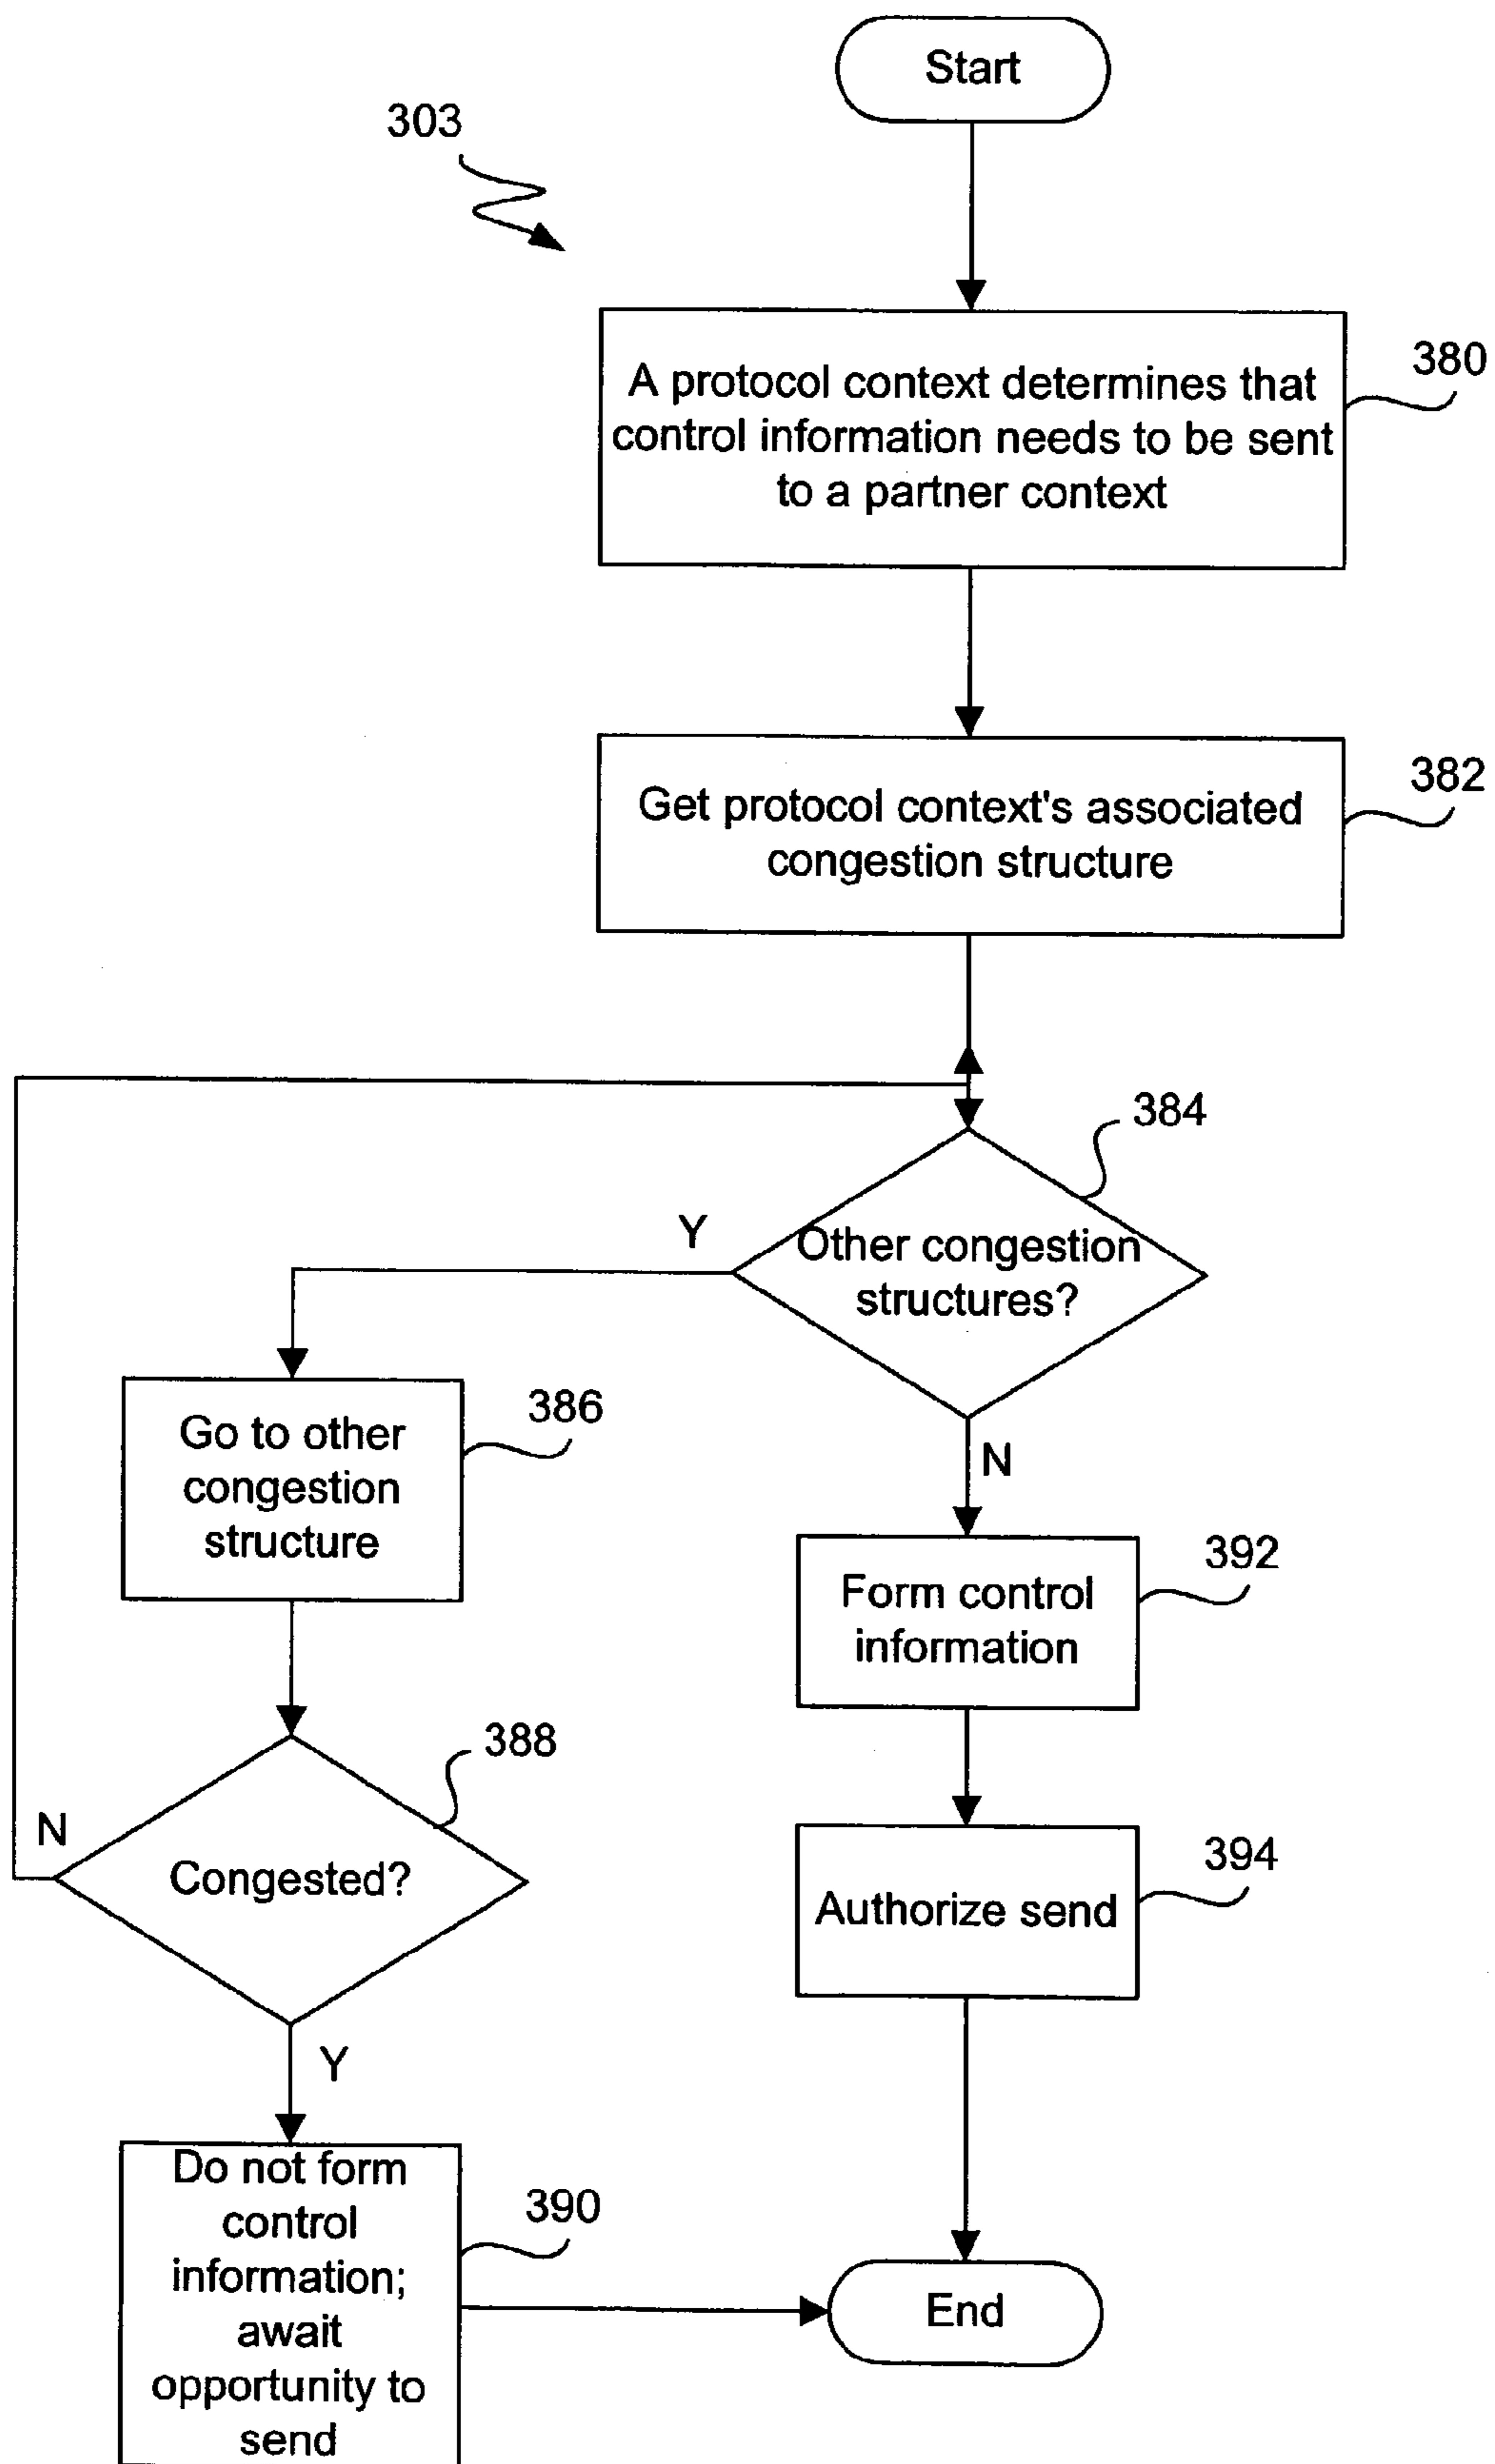 Start
303
A protocol context determines that
control information needs to be sent
to a partner context
380
Get protocol context's associated
congestion structure
382
384
Other congestion
structures?
Y
N
Go to other
congestion
structure
386
Form control
information
392
388
Congested?
N
Y
Authorize send
394
Do not form
control
information;
await
opportunity to
send
390
End